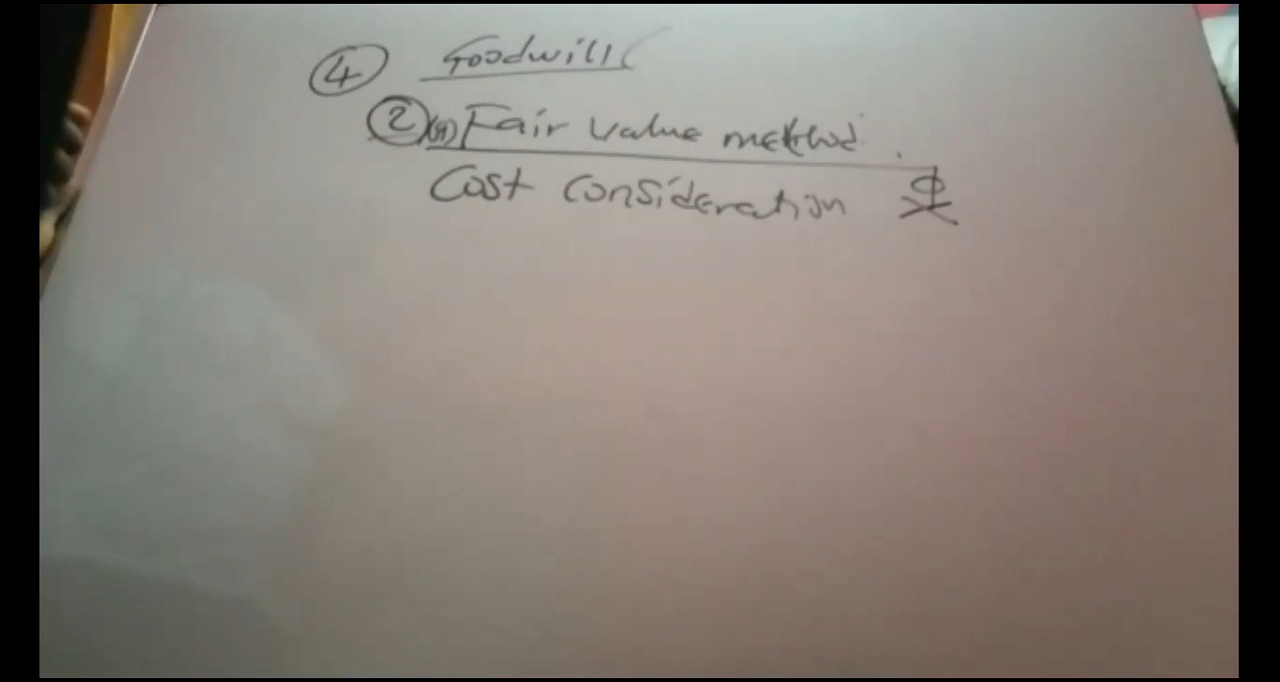 ④ Goodwill
② (a) Fair value method.
Cost consideration $ x